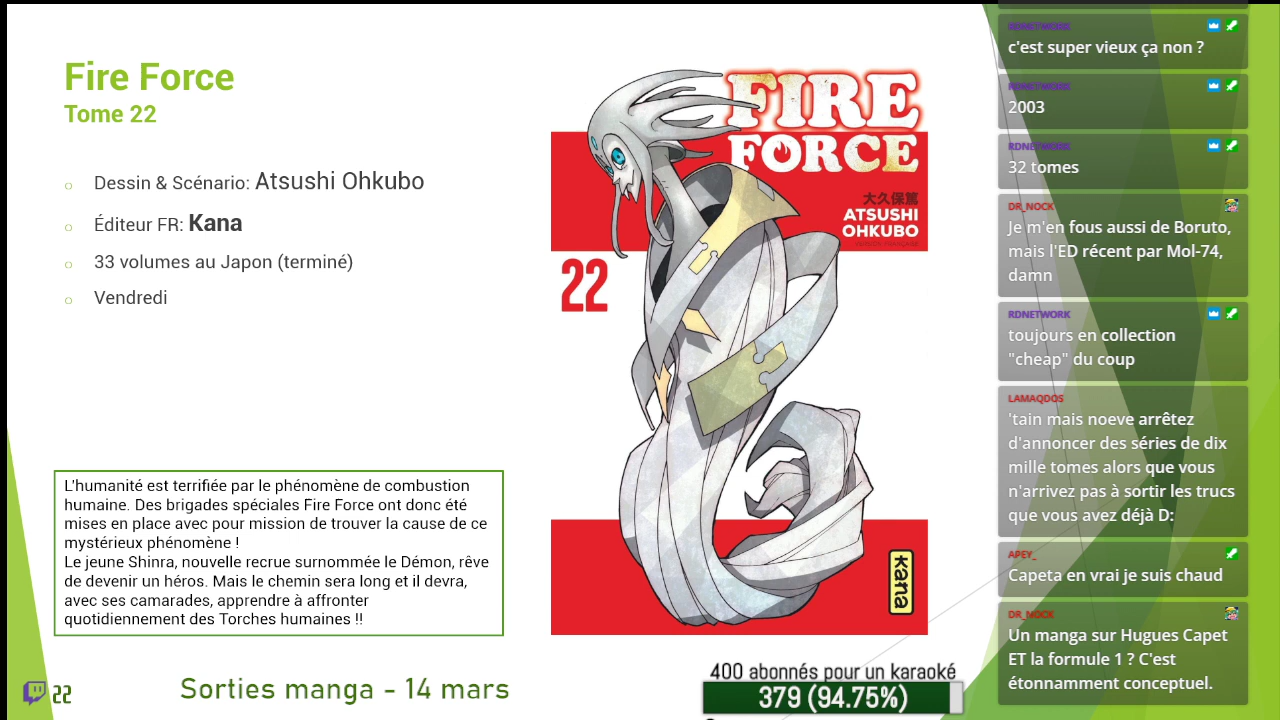 Fire Force
Tome 22
Dessin & Scénario: Atsushi Ohkubo
Éditeur FR: Kana
33 volumes au Japon (terminé)
Vendredi
L'humanité est terrifiée par le phénomène de combustion
humaine. Des brigades spéciales Fire Force ont donc été
mises en place avec pour mission de trouver la cause de ce
mystérieux phénomène !
Le jeune Shinra, nouvelle recrue surnommée le Démon, rêve
de devenir un héros. Mais le chemin sera long et il devra,
avec ses camarades, apprendre à affronter
quotidiennement des Torches humaines !!
22
Sorties manga - 14 mars
FIRE
FORCE
大久保篤
ATSUSHI
OHKUBO
22
kana
400 abonnés pour un karaoké
379 (94.75%)
RDNETWORK
c'est super vieux ça non ?
RDNETWORK
2003
RDNETWORK
32 tomes
DR_NOCK
Je m'en fous aussi de Boruto,
mais l'ED récent par Mol-74,
damn
RDNETWORK
toujours en collection
"cheap" du coup
LAMAQDOS
'tain mais noeve arrêtez
d'annoncer des séries de dix
mille tomes alors que vous
n'arrivez pas à sortir les trucs
que vous avez déjà D:
APEY_
Capeta en vrai je suis chaud
DR_NOCK
Un manga sur Hugues Capet
ET la formule 1 ? C'est
étonnamment conceptuel.